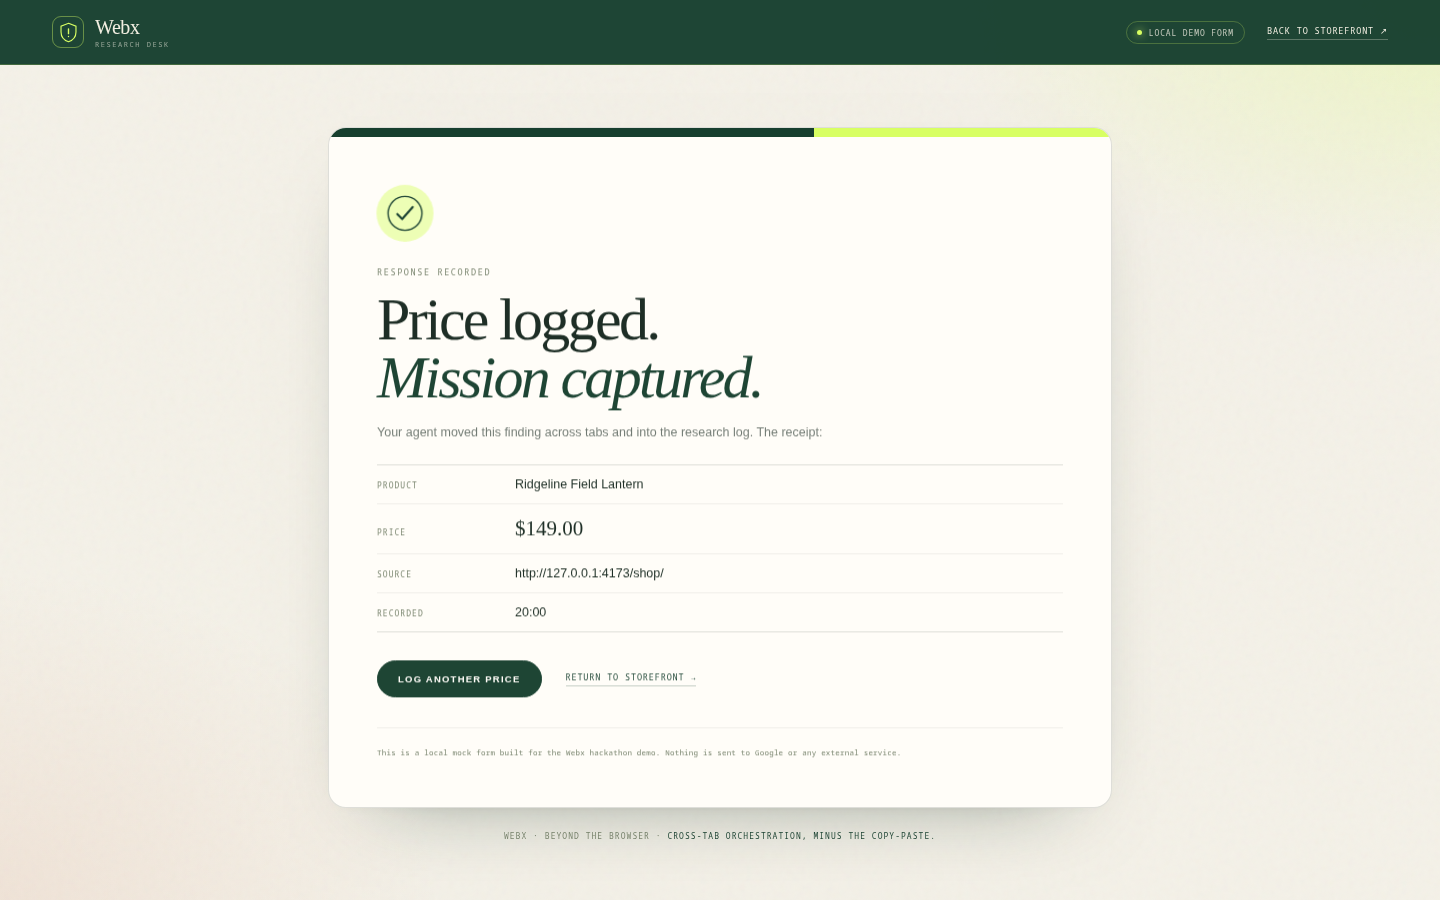 Webx
RESEARCH DESK
LOCAL DEMO FORM
BACK TO STOREFRONT ↗
RESPONSE RECORDED
Price logged.
Mission captured.
Your agent moved this finding across tabs and into the research log. The receipt:
PRODUCT Ridgeline Field Lantern
PRICE $149.00
SOURCE http://127.0.0.1:4173/shop/
RECORDED 20:00
LOG ANOTHER PRICE
RETURN TO STOREFRONT →
This is a local mock form built for the Webx hackathon demo. Nothing is sent to Google or any external service.
WEBX · BEYOND THE BROWSER · CROSS-TAB ORCHESTRATION, MINUS THE COPY-PASTE.